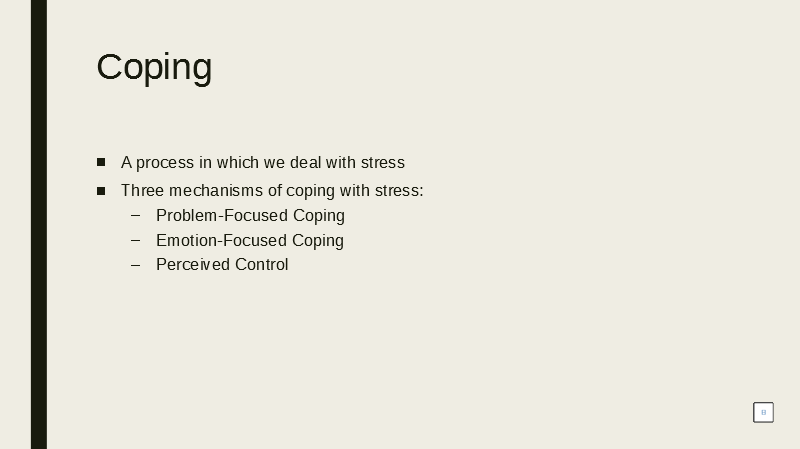 Coping
■ A process in which we deal with stress
■ Three mechanisms of coping with stress:
– Problem-Focused Coping
– Emotion-Focused Coping
– Perceived Control